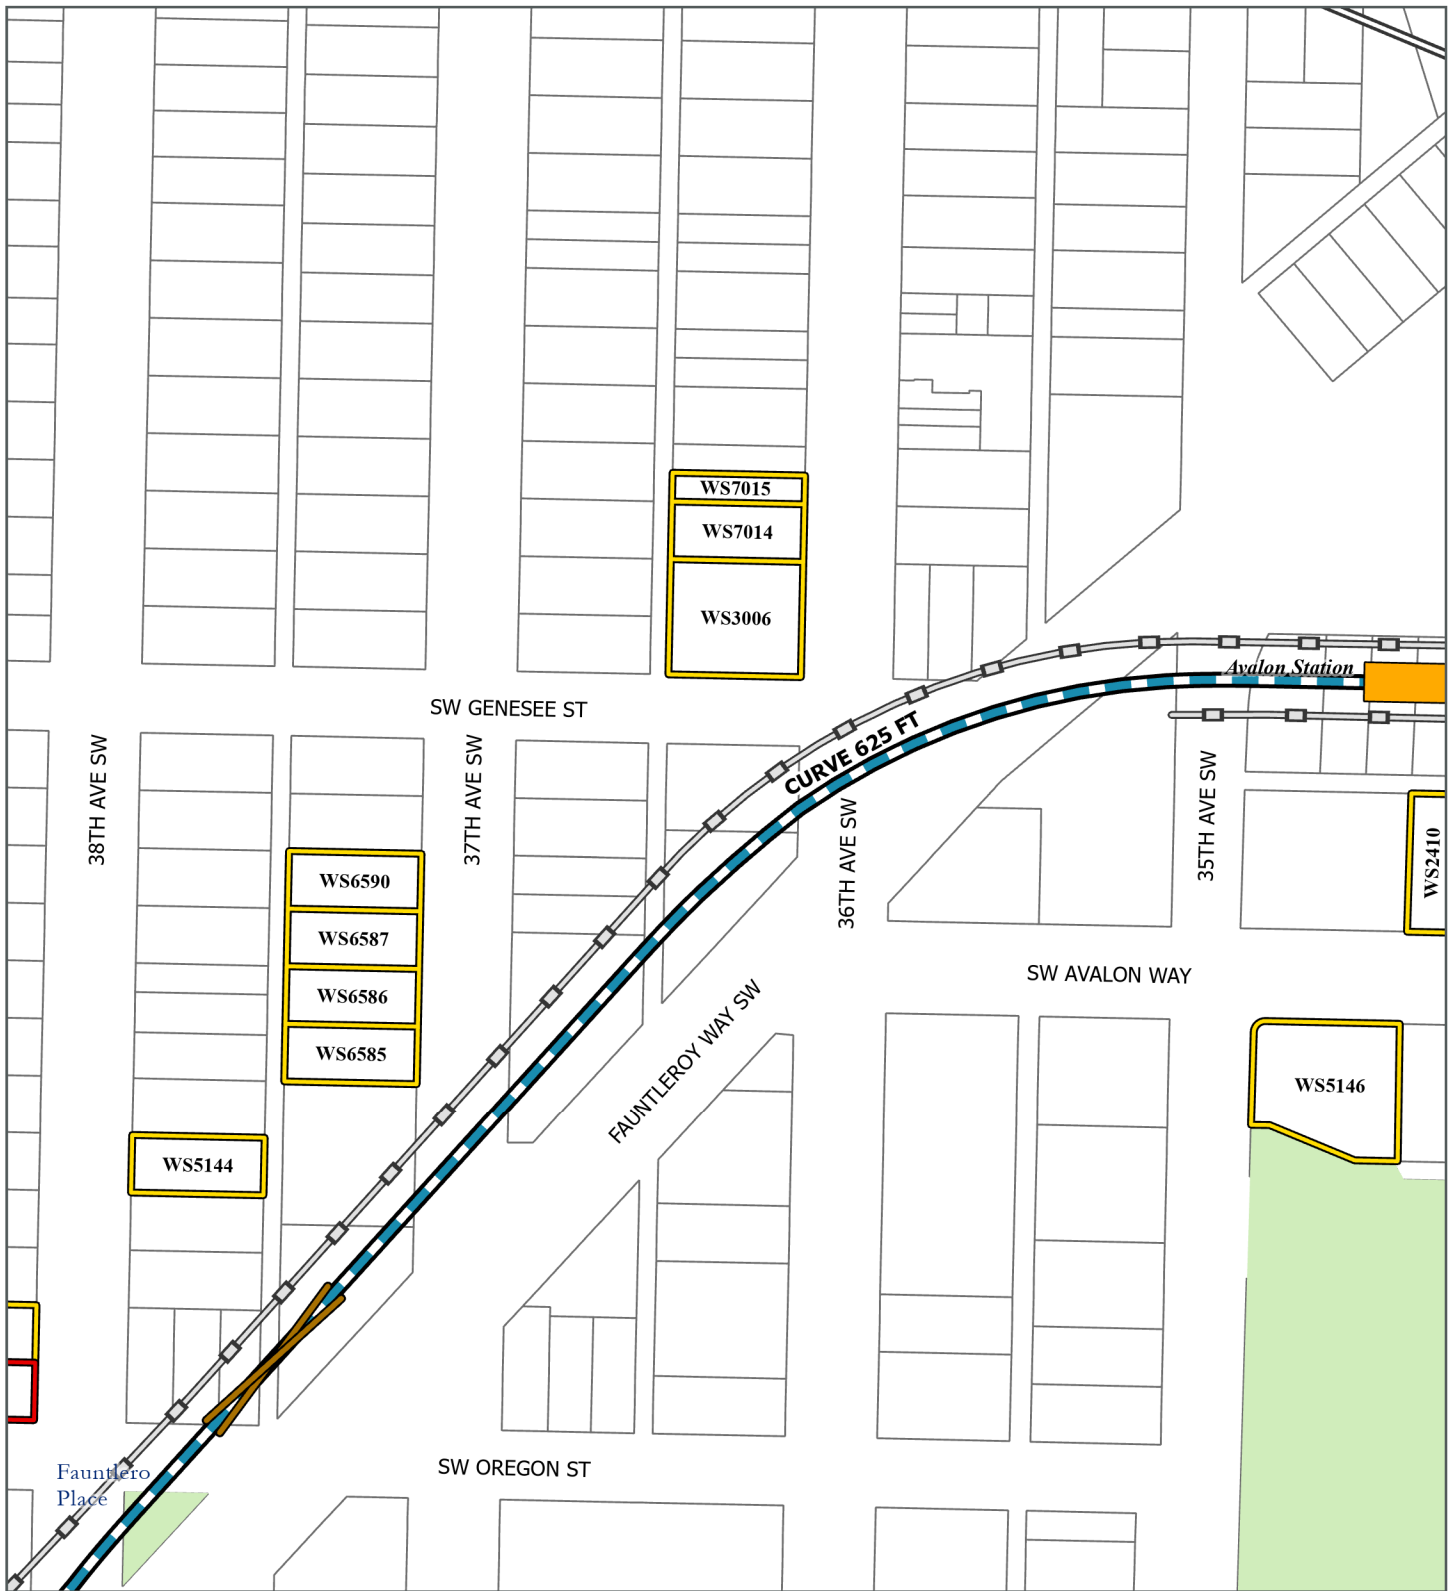 WS7015
WS7014
WS3006
Avalon Station
SW GENESEE ST
CURVE 625 FT
38TH AVE SW
37TH AVE SW
36TH AVE SW
35TH AVE SW
WS2410
WS6590
WS6587
WS6586
WS6585
SW AVALON WAY
FAUNTLEROY WAY SW
WS5146
WS5144
SW OREGON ST
Fauntlero
Place